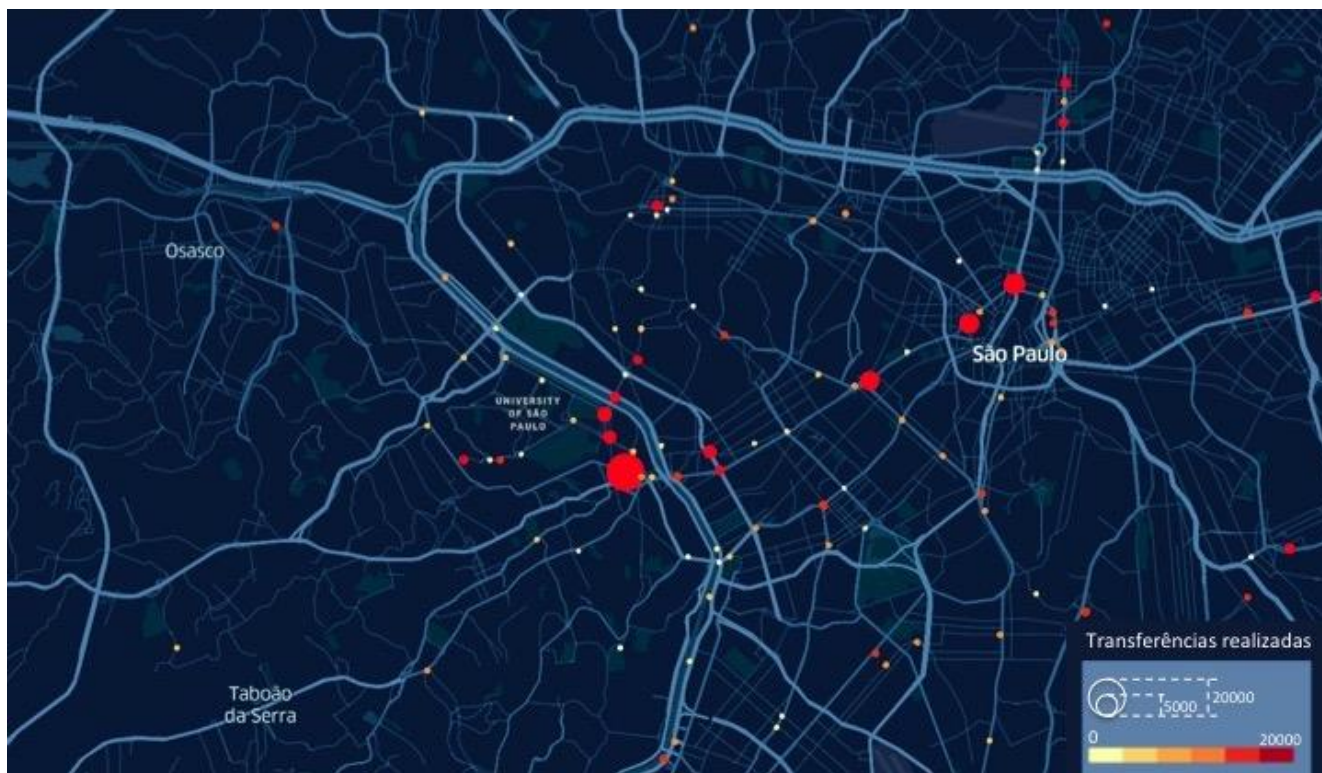 Osasco
São Paulo
UNIVERSITY
OF SÃO
PAULO
Taboão
da Serra
Transferências realizadas
5000
20000
0
20000